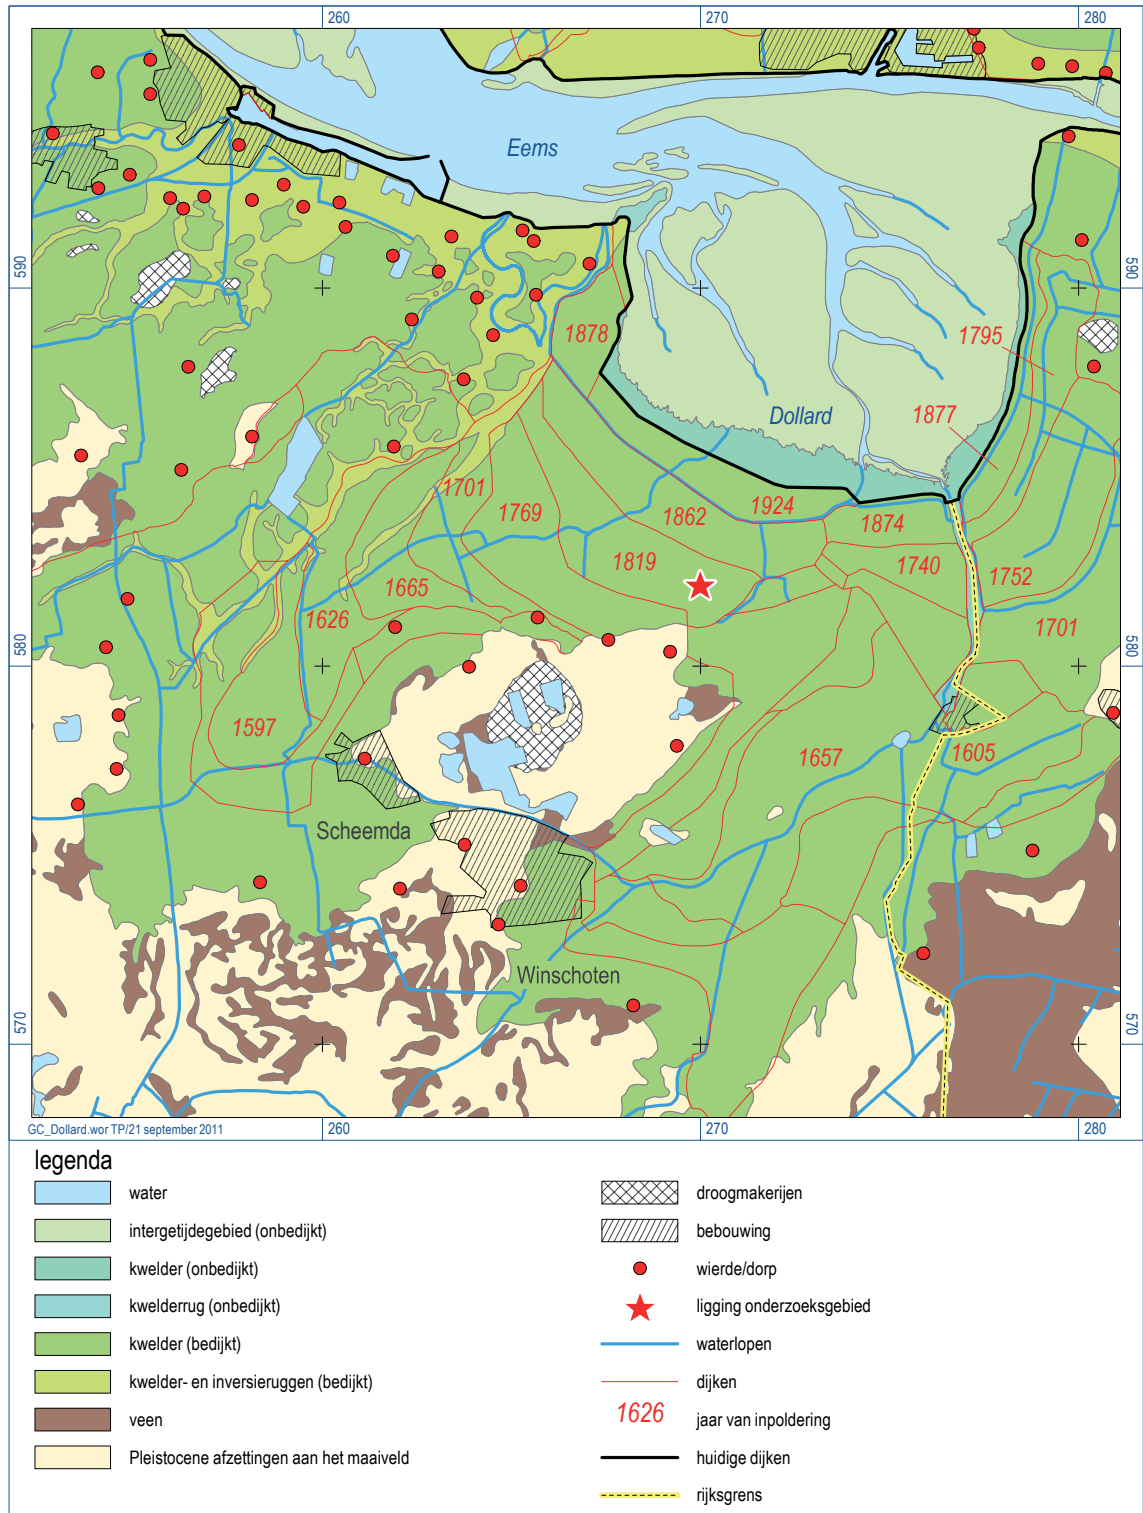 260 270 280
Eems
590 590
1878
1795
Dollard
1877
1701
1769
1862
1924
1874
1819
1740
1752
1665
1626
1701
580 580
1597
1657
1605
Scheemda
Winschoten
570 570
GC_Dollard.wor TP/21 september 2011
260 270 280
legenda
water
intergetijdegebied (onbedijkt)
kwelder (onbedijkt)
kwelderrug (onbedijkt)
kwelder (bedijkt)
kwelder- en inversieruggen (bedijkt)
veen
Pleistocene afzettingen aan het maaiveld
droogmakerijen
bebouwing
wierde/dorp
ligging onderzoeksgebied
waterlopen
dijken
1626 jaar van inpoldering
huidige dijken
rijksgrens